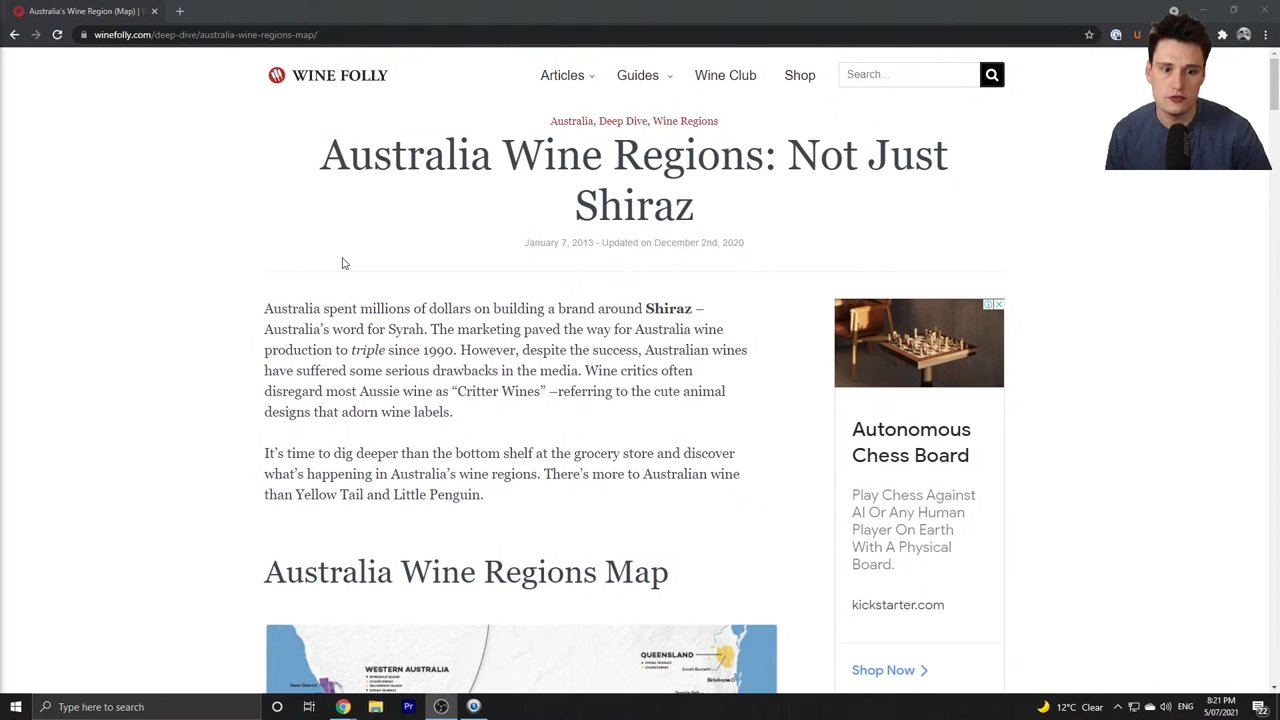 Australia's Wine Region (Map) | W
winefolly.com/deep-dive/australia-wine-regions-map/
WINE FOLLY
Articles
Guides
Wine Club
Shop
Search...
Australia, Deep Dive, Wine Regions
Australia Wine Regions: Not Just
Shiraz
January 7, 2013 - Updated on December 2nd, 2020
Australia spent millions of dollars on building a brand around Shiraz –
Australia’s word for Syrah. The marketing paved the way for Australia wine
production to triple since 1990. However, despite the success, Australian wines
have suffered some serious drawbacks in the media. Wine critics often
disregard most Aussie wine as “Critter Wines” –referring to the cute animal
designs that adorn wine labels.
It’s time to dig deeper than the bottom shelf at the grocery store and discover
what’s happening in Australia’s wine regions. There’s more to Australian wine
than Yellow Tail and Little Penguin.
Autonomous
Chess Board
Play Chess Against
AI Or Any Human
Player On Earth
With A Physical
Board.
kickstarter.com
Shop Now
Australia Wine Regions Map
QUEENSLAND
South Burnett
Brisbane
WESTERN AUSTRALIA
Type here to search
Pr
12°C Clear
ENG
8:21 PM
5/07/2021
22